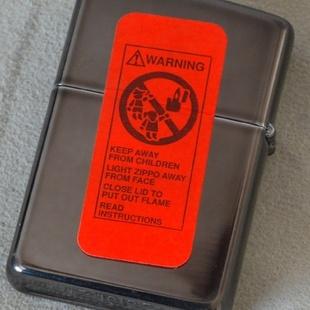 WARNING
KEEP AWAY
FROM CHILDREN
LIGHT ZIPPO AWAY
FROM FACE
CLOSE LID TO
PUT OUT FLAME
READ
INSTRUCTIONS